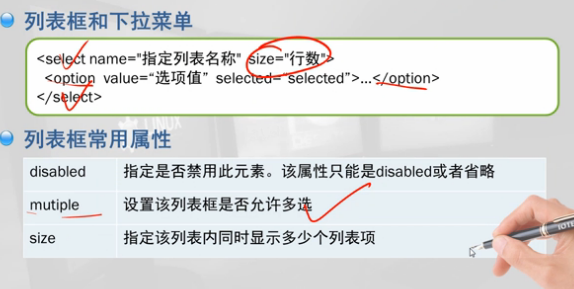 列表框和下拉菜单
<select name="指定列表名称" size="行数">
<option value="选项值" selected="selected">...</option>
</select>
列表框常用属性
disabled 指定是否禁用此元素。该属性只能是disabled或者省略
mutiple 设置该列表框是否允许多选
size 指定该列表内同时显示多少个列表项